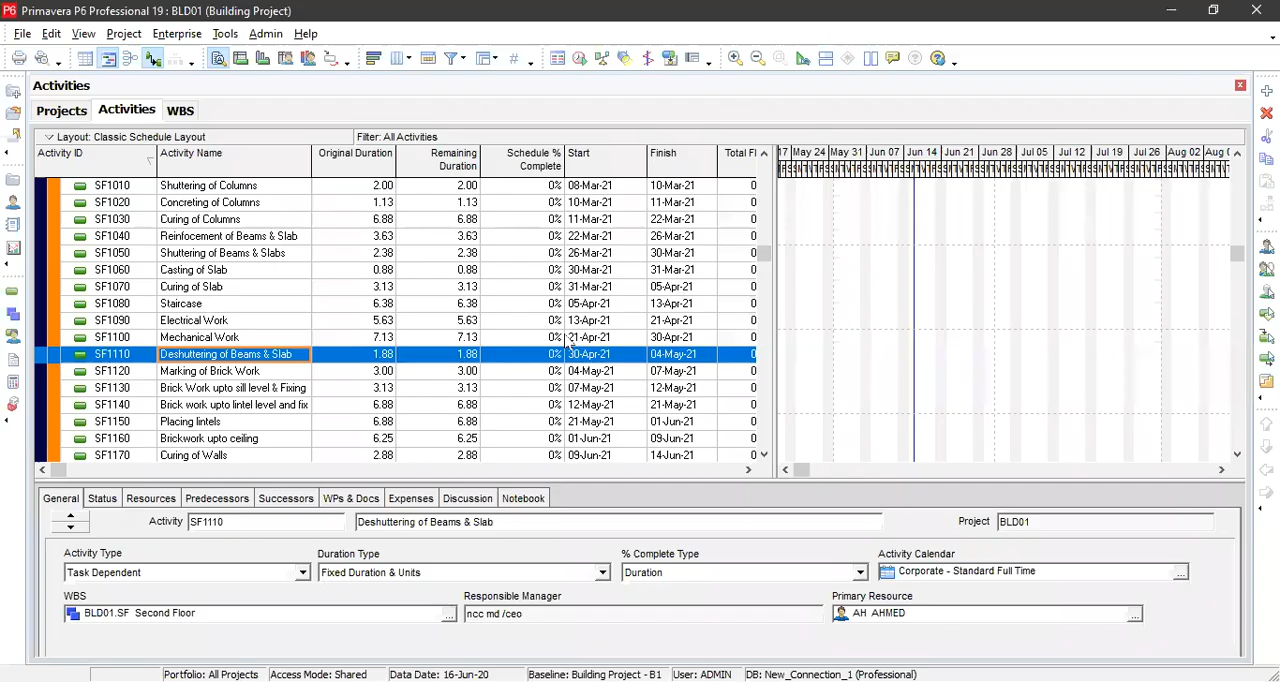 Primavera P6 Professional 19 : BLD01 (Building Project)
File Edit View Project Enterprise Tools Admin Help
Activities
Projects Activities WBS
Layout: Classic Schedule Layout Filter: All Activities
Activity ID Activity Name Original Duration Remaining Duration Schedule % Complete Start Finish Total Fl
May 24 May 31 Jun 07 Jun 14 Jun 21 Jun 28 Jul 05 Jul 12 Jul 19 Jul 26 Aug 02
SF1010 Shuttering of Columns 2.00 2.00 0% 08-Mar-21 10-Mar-21 0
SF1020 Concreting of Columns 1.13 1.13 0% 10-Mar-21 11-Mar-21 0
SF1030 Curing of Columns 6.88 6.88 0% 11-Mar-21 22-Mar-21 0
SF1040 Reinfocement of Beams & Slab 3.63 3.63 0% 22-Mar-21 26-Mar-21 0
SF1050 Shuttering of Beams & Slabs 2.38 2.38 0% 26-Mar-21 30-Mar-21 0
SF1060 Casting of Slab 0.88 0.88 0% 30-Mar-21 31-Mar-21 0
SF1070 Curing of Slab 3.13 3.13 0% 31-Mar-21 05-Apr-21 0
SF1080 Staircase 6.38 6.38 0% 05-Apr-21 13-Apr-21 0
SF1090 Electrical Work 5.63 5.63 0% 13-Apr-21 21-Apr-21 0
SF1100 Mechanical Work 7.13 7.13 0% 21-Apr-21 30-Apr-21 0
SF1110 Deshuttering of Beams & Slab 1.88 1.88 0% 30-Apr-21 04-May-21 0
SF1120 Marking of Brick Work 3.00 3.00 0% 04-May-21 07-May-21 0
SF1130 Brick Work upto sill level & Fixing 3.13 3.13 0% 07-May-21 12-May-21 0
SF1140 Brick work upto lintel level and fix 6.88 6.88 0% 12-May-21 21-May-21 0
SF1150 Placing lintels 6.88 6.88 0% 21-May-21 01-Jun-21 0
SF1160 Brickwork upto ceiling 6.25 6.25 0% 01-Jun-21 09-Jun-21 0
SF1170 Curing of Walls 2.88 2.88 0% 09-Jun-21 14-Jun-21 0
General Status Resources Predecessors Successors WPs & Docs Expenses Discussion Notebook
Activity SF1110 Deshuttering of Beams & Slab Project BLD01
Activity Type Duration Type % Complete Type Activity Calendar
Task Dependent Fixed Duration & Units Duration Corporate - Standard Full Time
WBS Responsible Manager Primary Resource
BLD01.SF Second Floor ncc md /ceo AH AHMED
Portfolio: All Projects Access Mode: Shared Data Date: 16-Jun-20 Baseline: Building Project - B1 User: ADMIN DB: New_Connection_1 (Professional)